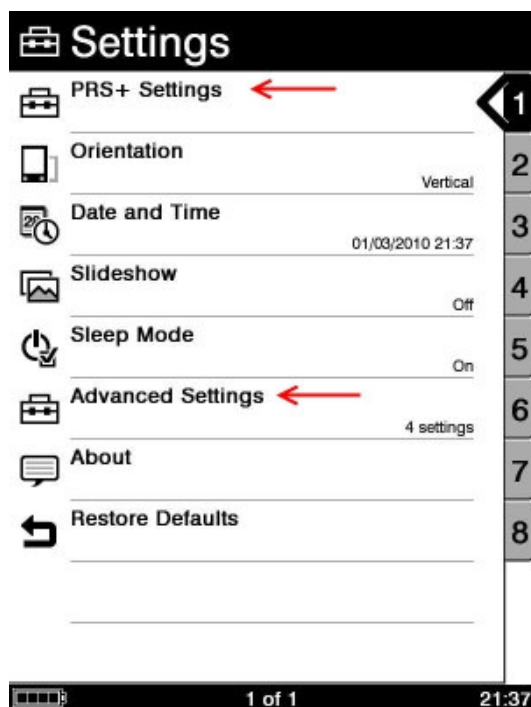 Settings
PRS+ Settings
1
Orientation
Vertical
2
Date and Time
01/03/2010 21:37
3
Slideshow
Off
4
Sleep Mode
On
5
Advanced Settings
4 settings
6
About
7
Restore Defaults
8
1 of 1
21:37